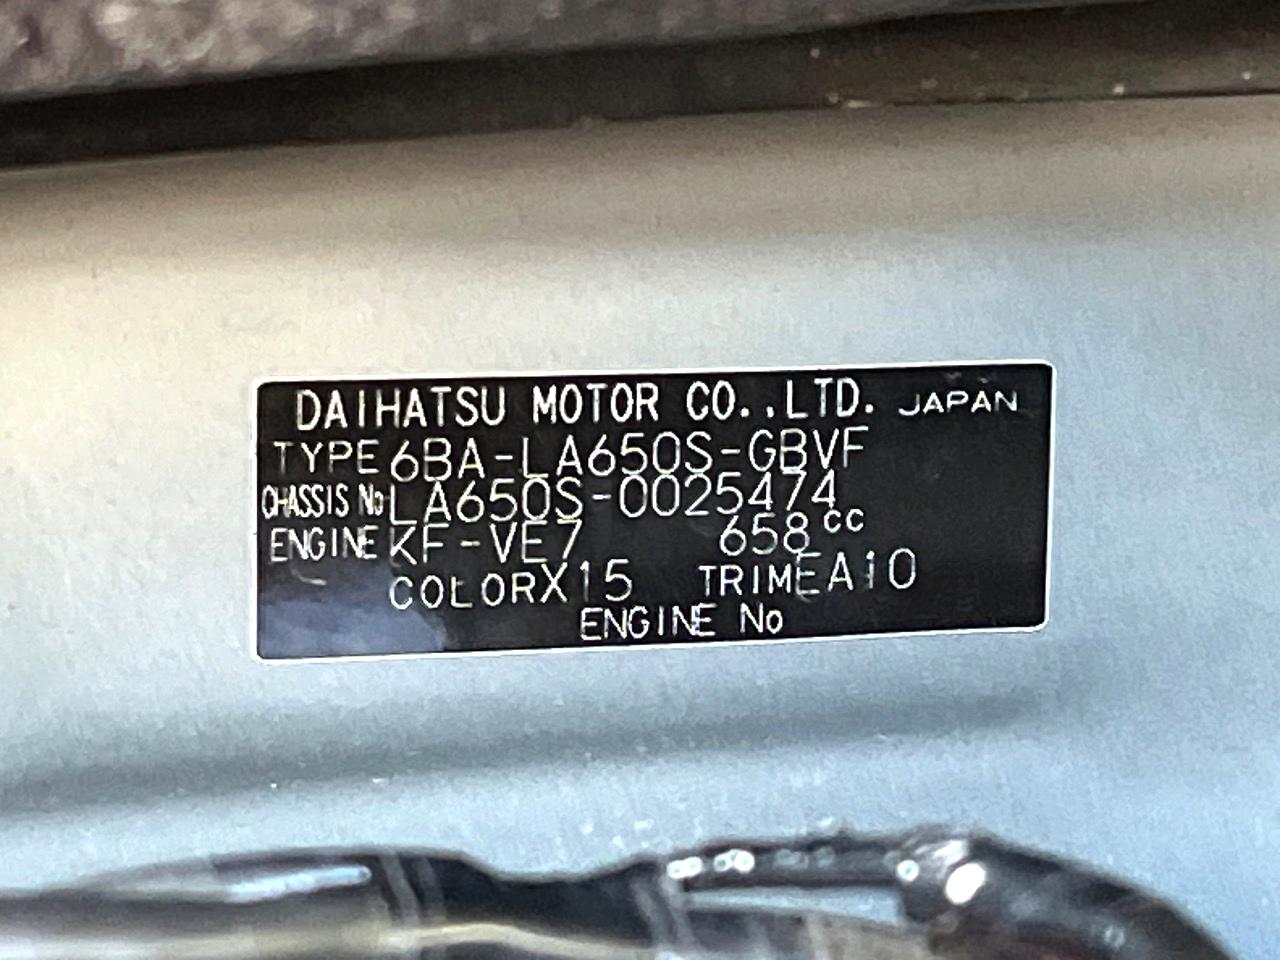 DAIHATSU MOTOR CO.,LTD. JAPAN
TYPE 6BA-LA650S-GBVF
CHASSIS No LA650S-0025474
ENGINE KF-VE7 658cc
COLOR X15 TRIM EA10
ENGINE No